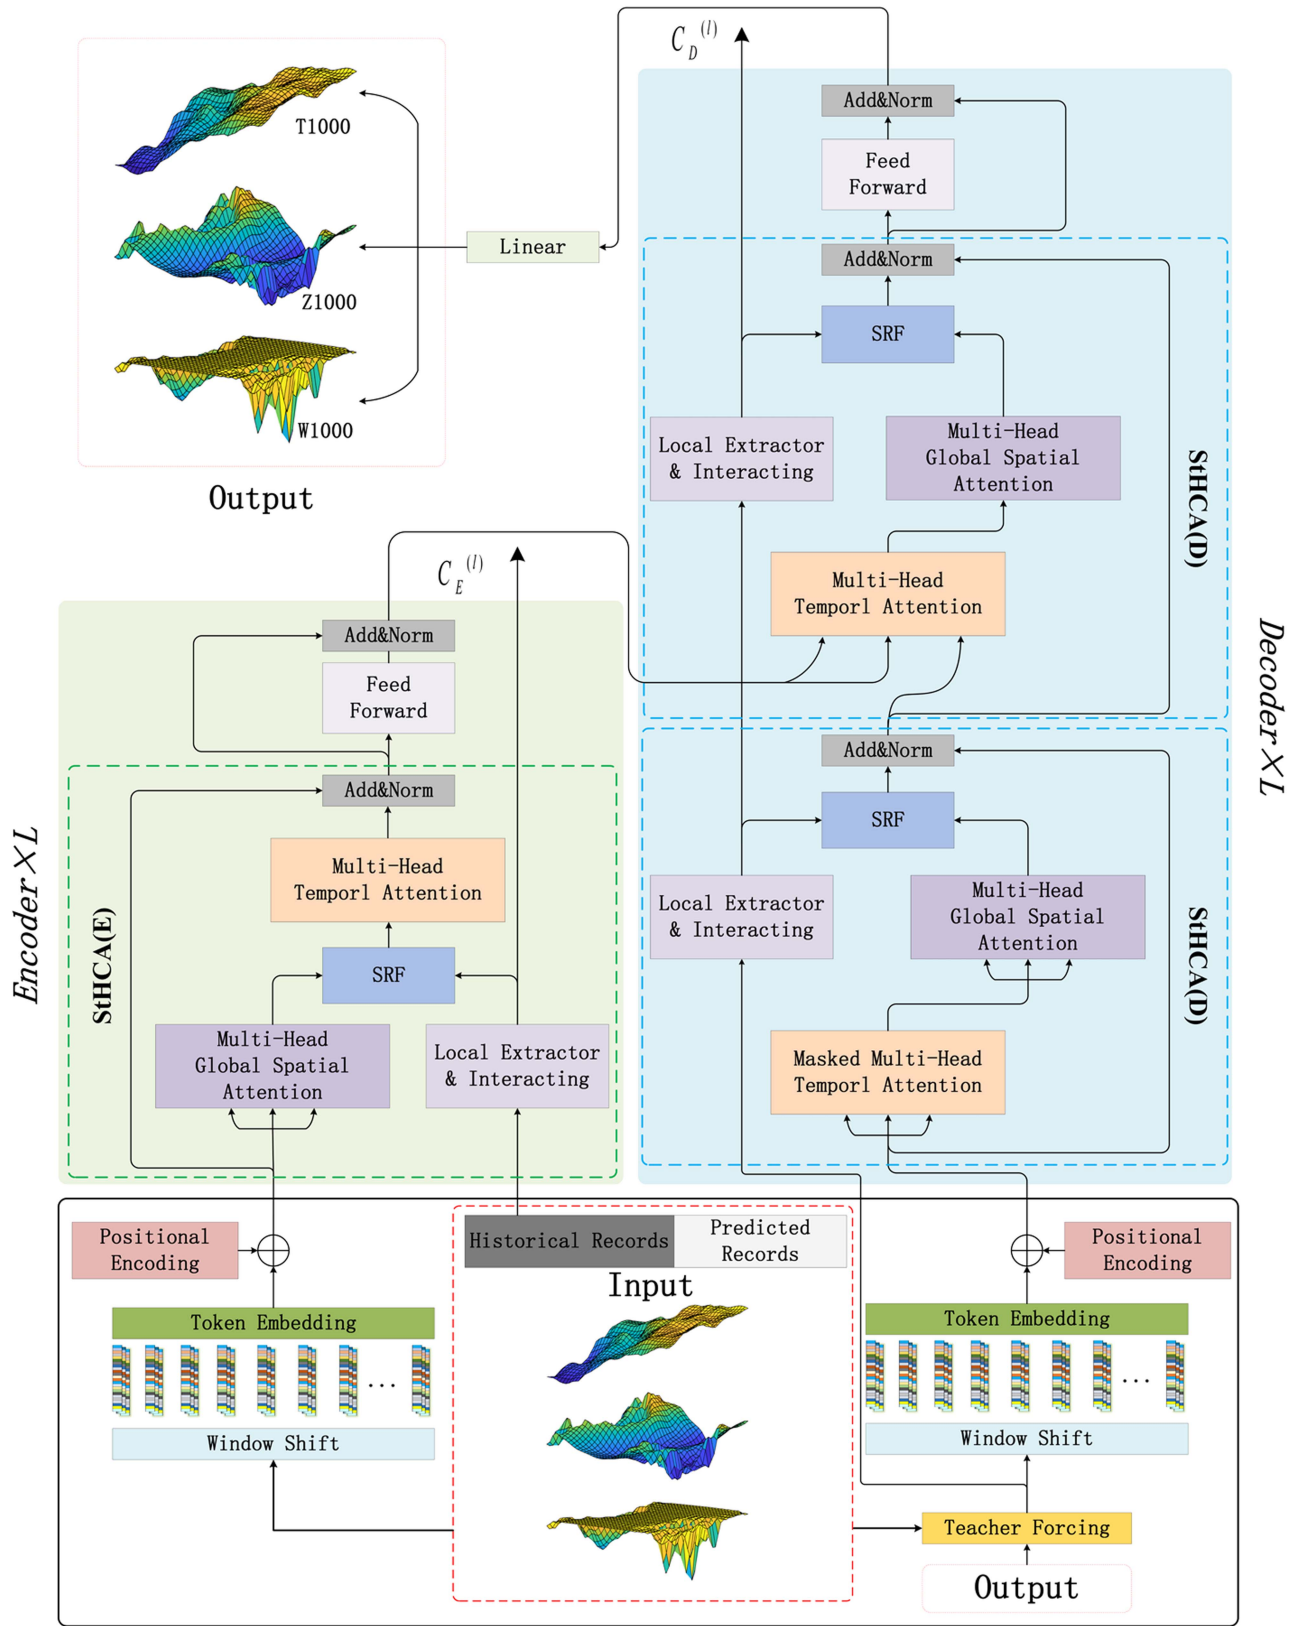 T1000
Z1000
W1000
Output
Linear
C_D^(l)
Add&Norm
Feed
Forward
Add&Norm
SRF
Local Extractor
& Interacting
Multi-Head
Global Spatial
Attention
StHCA(D)
Multi-Head
Temporl Attention
Decoder×L
Add&Norm
SRF
Local Extractor
& Interacting
Multi-Head
Global Spatial
Attention
StHCA(D)
Masked Multi-Head
Temporl Attention
C_E^(l)
Add&Norm
Feed
Forward
Add&Norm
Multi-Head
Temporl Attention
Encoder×L
StHCA(E)
SRF
Multi-Head
Global Spatial
Attention
Local Extractor
& Interacting
Positional
Encoding
Token Embedding
...
Window Shift
Historical Records
Predicted
Records
Input
Positional
Encoding
Token Embedding
...
Window Shift
Teacher Forcing
Output